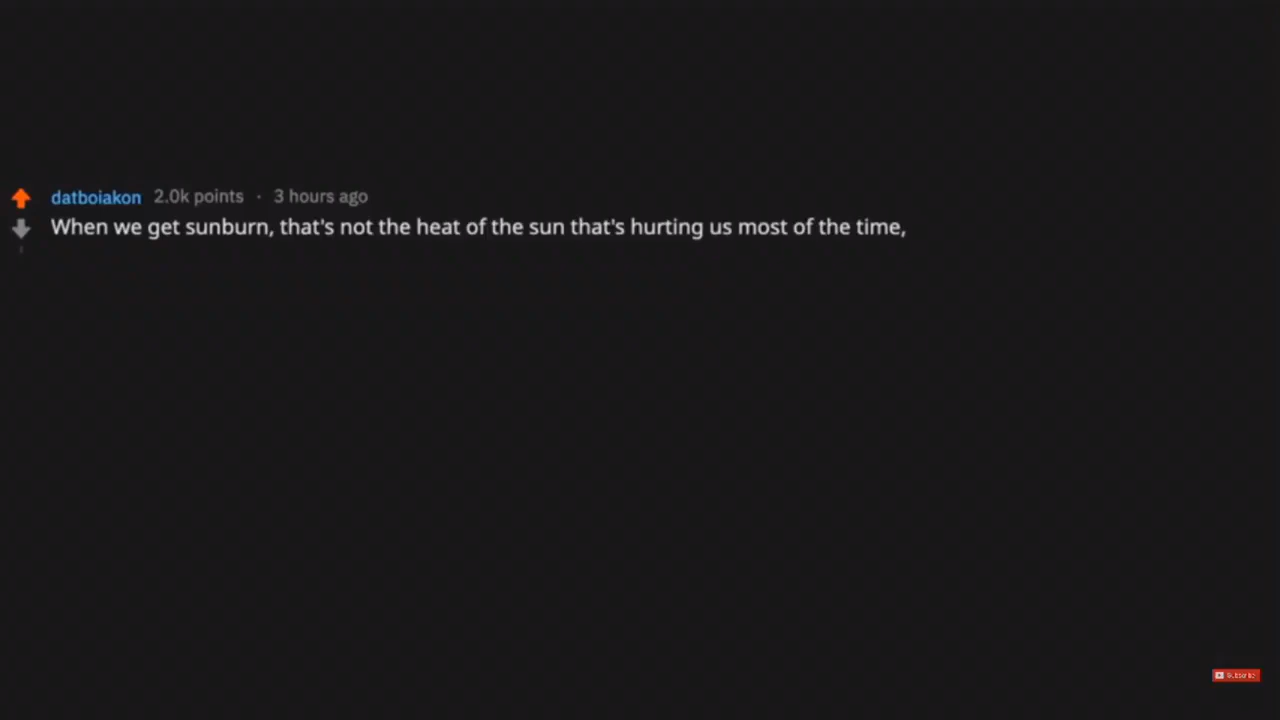 datboiakon 2.0k points · 3 hours ago
When we get sunburn, that's not the heat of the sun that's hurting us most of the time,